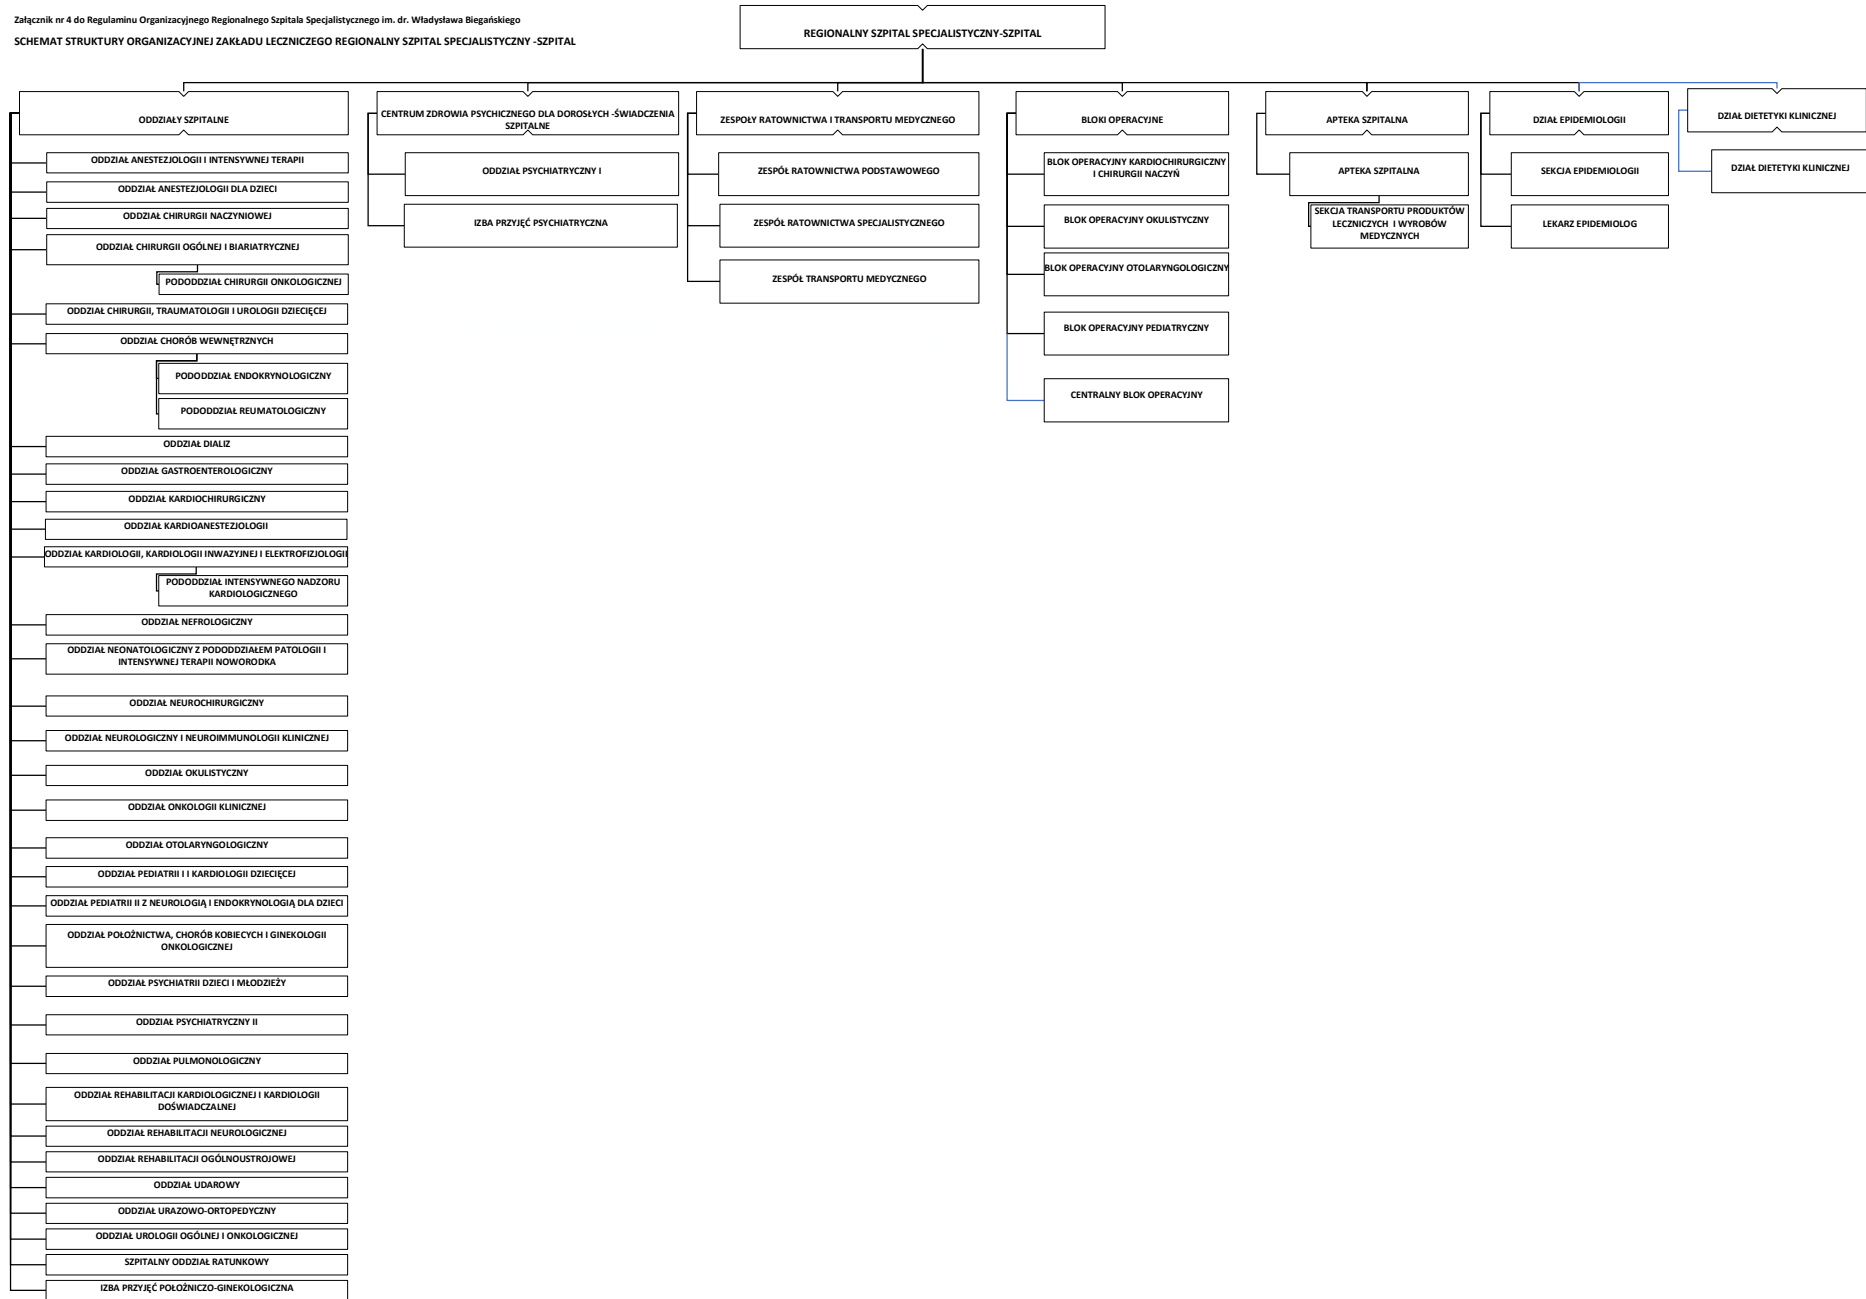 Załącznik nr 4 do Regulaminu Organizacyjnego Regionalnego Szpitala Specjalistycznego im. dr. Władysława Biegańskiego
SCHEMAT STRUKTURY ORGANIZACYJNEJ ZAKŁADU LECZNICZEGO REGIONALNY SZPITAL SPECJALISTYCZNY -SZPITAL
REGIONALNY SZPITAL SPECJALISTYCZNY-SZPITAL
ODDZIAŁY SZPITALNE
ODDZIAŁ ANESTEZJOLOGII I INTENSYWNEJ TERAPII
ODDZIAŁ ANESTEZJOLOGII DLA DZIECI
ODDZIAŁ CHIRURGII NACZYNIOWEJ
ODDZIAŁ CHIRURGII OGÓLNEJ I BIARIATRYCZNEJ
PODODDZIAŁ CHIRURGII ONKOLOGICZNEJ
ODDZIAŁ CHIRURGII, TRAUMATOLOGII I UROLOGII DZIECIĘCEJ
ODDZIAŁ CHORÓB WEWNĘTRZNYCH
PODODDZIAŁ ENDOKRYNOLOGICZNY
PODODDZIAŁ REUMATOLOGICZNY
ODDZIAŁ DIALIZ
ODDZIAŁ GASTROENTEROLOGICZNY
ODDZIAŁ KARDIOCHIRURGICZNY
ODDZIAŁ KARDIOANESTEZJOLOGII
ODDZIAŁ KARDIOLOGII, KARDIOLOGII INWAZYJNEJ I ELEKTROFIZJOLOGII
PODODDZIAŁ INTENSYWNEGO NADZORU
KARDIOLOGICZNEGO
ODDZIAŁ NEFROLOGICZNY
ODDZIAŁ NEONATOLOGICZNY Z PODODDZIAŁEM PATOLOGII I
INTENSYWNEJ TERAPII NOWORODKA
ODDZIAŁ NEUROCHIRURGICZNY
ODDZIAŁ NEUROLOGICZNY I NEUROIMMUNOLOGII KLINICZNEJ
ODDZIAŁ OKULISTYCZNY
ODDZIAŁ ONKOLOGII KLINICZNEJ
ODDZIAŁ OTOLARYNGOLOGICZNY
ODDZIAŁ PEDIATRII I I KARDIOLOGII DZIECIĘCEJ
ODDZIAŁ PEDIATRII II Z NEUROLOGIĄ I ENDOKRYNOLOGIĄ DLA DZIECI
ODDZIAŁ POŁOŻNICTWA, CHORÓB KOBIECYCH I GINEKOLOGII
ONKOLOGICZNEJ
ODDZIAŁ PSYCHIATRII DZIECI I MŁODZIEŻY
ODDZIAŁ PSYCHIATRYCZNY II
ODDZIAŁ PULMONOLOGICZNY
ODDZIAŁ REHABILITACJI KARDIOLOGICZNEJ I KARDIOLOGII
DOŚWIADCZALNEJ
ODDZIAŁ REHABILITACJI NEUROLOGICZNEJ
ODDZIAŁ REHABILITACJI OGÓLNOUSTROJOWEJ
ODDZIAŁ UDAROWY
ODDZIAŁ URAZOWO-ORTOPEDYCZNY
ODDZIAŁ UROLOGII OGÓLNEJ I ONKOLOGICZNEJ
SZPITALNY ODDZIAŁ RATUNKOWY
IZBA PRZYJĘĆ POŁOŻNICZO-GINEKOLOGICZNA
CENTRUM ZDROWIA PSYCHICZNEGO DLA DOROSŁYCH -ŚWIADCZENIA
SZPITALNE
ODDZIAŁ PSYCHIATRYCZNY I
IZBA PRZYJĘĆ PSYCHIATRYCZNA
ZESPOŁY RATOWNICTWA I TRANSPORTU MEDYCZNEGO
ZESPÓŁ RATOWNICTWA PODSTAWOWEGO
ZESPÓŁ RATOWNICTWA SPECJALISTYCZNEGO
ZESPÓŁ TRANSPORTU MEDYCZNEGO
BLOKI OPERACYJNE
BLOK OPERACYJNY KARDIOCHIRURGICZNY
I CHIRURGII NACZYŃ
BLOK OPERACYJNY OKULISTYCZNY
BLOK OPERACYJNY OTOLARYNGOLOGICZNY
BLOK OPERACYJNY PEDIATRYCZNY
CENTRALNY BLOK OPERACYJNY
APTEKA SZPITALNA
APTEKA SZPITALNA
SEKCJA TRANSPORTU PRODUKTÓW
LECZNICZYCH I WYROBÓW
MEDYCZNYCH
DZIAŁ EPIDEMIOLOGII
SEKCJA EPIDEMIOLOGII
LEKARZ EPIDEMIOLOG
DZIAŁ DIETETYKI KLINICZNEJ
DZIAŁ DIETETYKI KLINICZNEJ